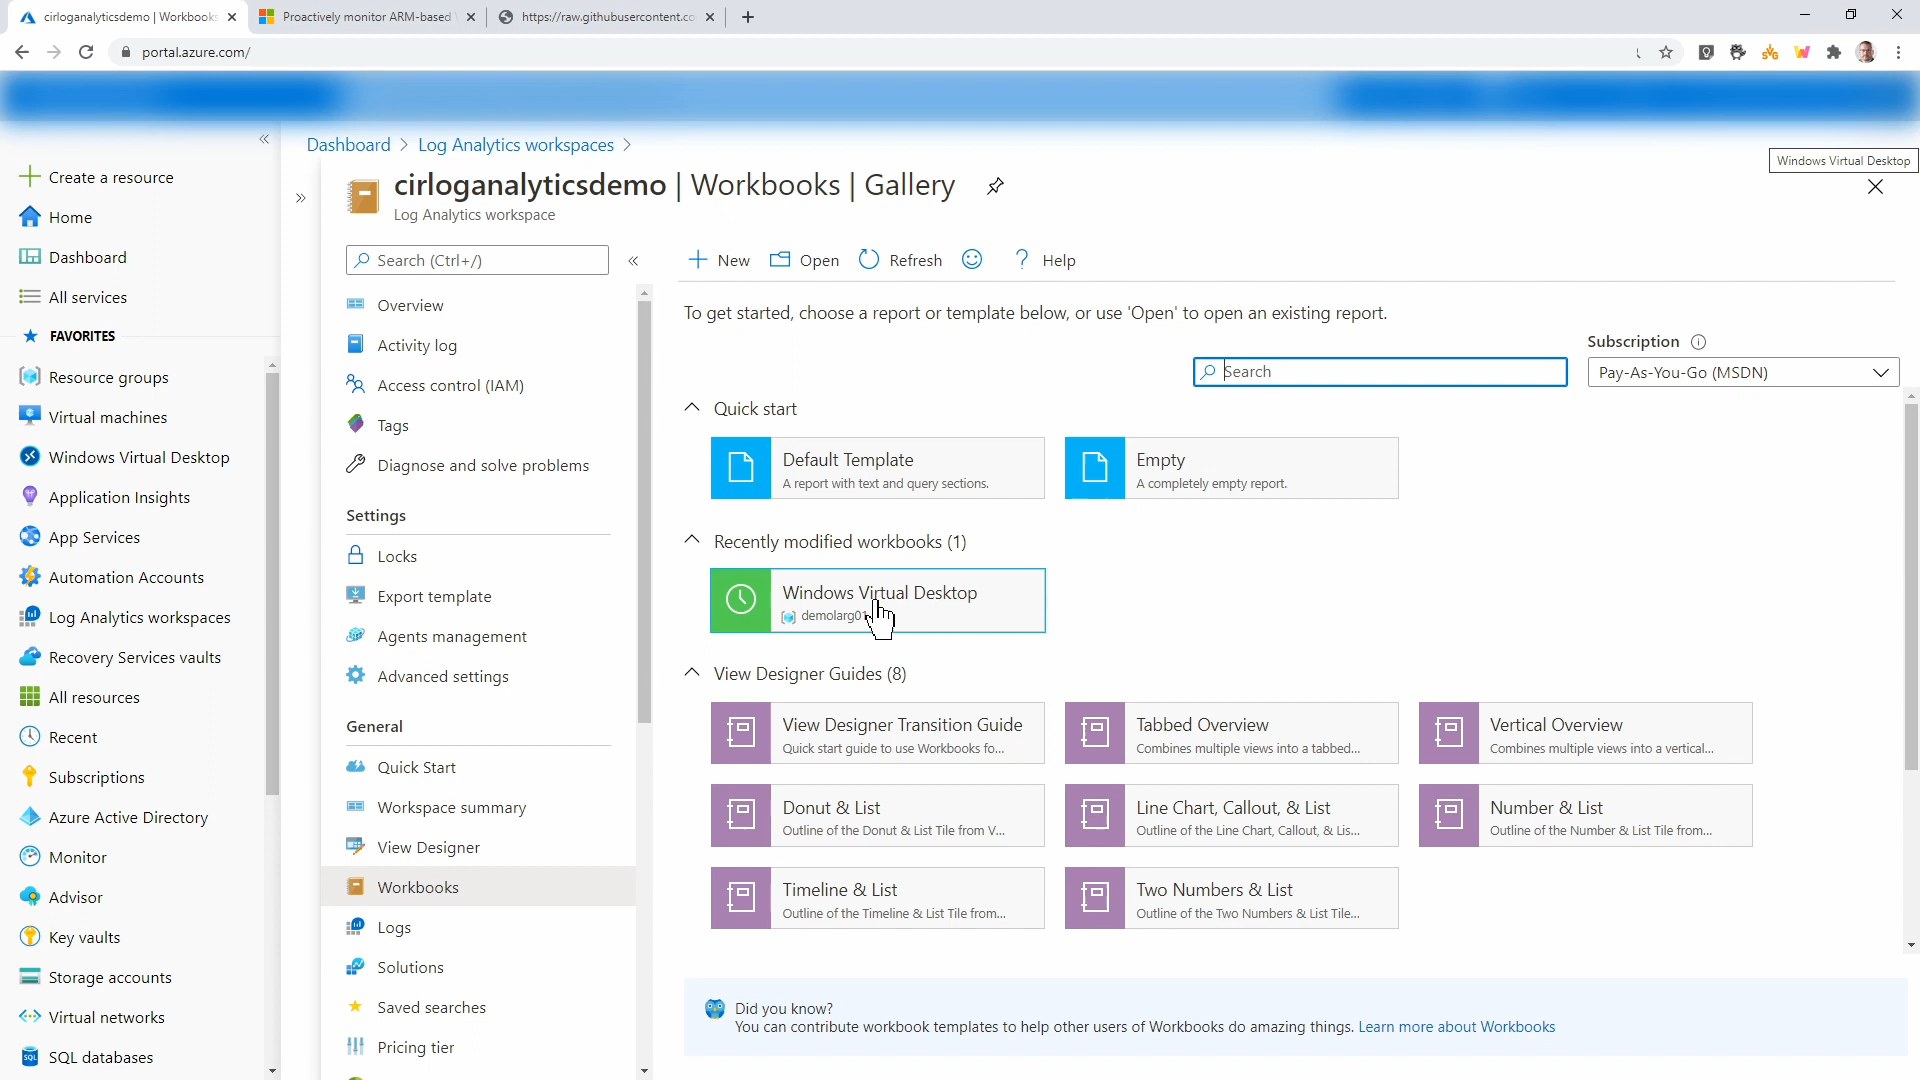 cirloganalyticsdemo | Workbooks
Proactively monitor ARM-based
https://raw.githubusercontent.co
portal.azure.com/
Dashboard > Log Analytics workspaces >
Windows Virtual Desktop
cirloganalyticsdemo | Workbooks | Gallery
Log Analytics workspace
Create a resource
Home
Dashboard
All services
FAVORITES
Resource groups
Virtual machines
Windows Virtual Desktop
Application Insights
App Services
Automation Accounts
Log Analytics workspaces
Recovery Services vaults
All resources
Recent
Subscriptions
Azure Active Directory
Monitor
Advisor
Key vaults
Storage accounts
Virtual networks
SQL databases
Search (Ctrl+/)
Overview
Activity log
Access control (IAM)
Tags
Diagnose and solve problems
Settings
Locks
Export template
Agents management
Advanced settings
General
Quick Start
Workspace summary
View Designer
Workbooks
Logs
Solutions
Saved searches
Pricing tier
New Open Refresh ? Help
To get started, choose a report or template below, or use 'Open' to open an existing report.
Subscription
Search
Pay-As-You-Go (MSDN)
Quick start
Default Template
A report with text and query sections.
Empty
A completely empty report.
Recently modified workbooks (1)
Windows Virtual Desktop
demolarg01
View Designer Guides (8)
View Designer Transition Guide
Quick start guide to use Workbooks fo...
Tabbed Overview
Combines multiple views into a tabbed...
Vertical Overview
Combines multiple views into a vertical...
Donut & List
Outline of the Donut & List Tile from V...
Line Chart, Callout, & List
Outline of the Line Chart, Callout, & Lis...
Number & List
Outline of the Number & List Tile from...
Timeline & List
Outline of the Timeline & List Tile from...
Two Numbers & List
Outline of the Two Numbers & List Tile...
Did you know?
You can contribute workbook templates to help other users of Workbooks do amazing things. Learn more about Workbooks